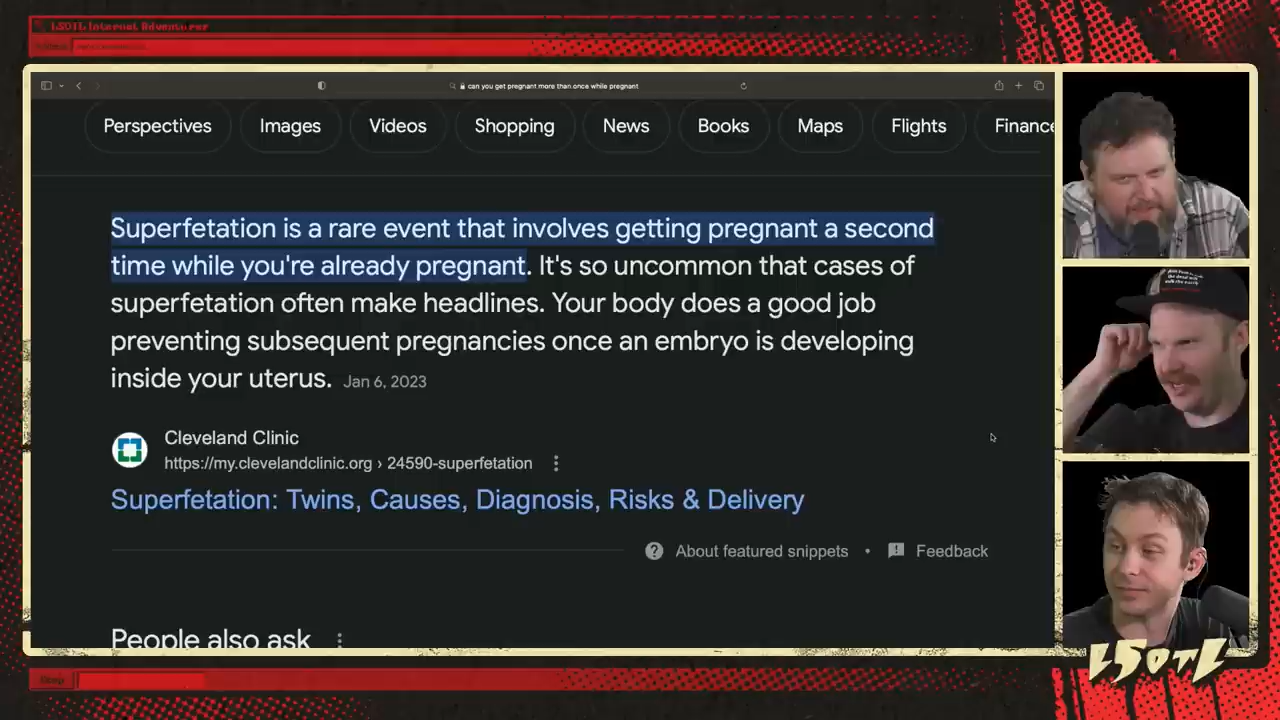 LSOTL Internet Adventurer
can you get pregnant more than once while pregnant
Perspectives
Images
Videos
Shopping
News
Books
Maps
Flights
Finance
Superfetation is a rare event that involves getting pregnant a second
time while you're already pregnant. It's so uncommon that cases of
superfetation often make headlines. Your body does a good job
preventing subsequent pregnancies once an embryo is developing
inside your uterus. Jan 6, 2023
Cleveland Clinic
https://my.clevelandclinic.org › 24590-superfetation
Superfetation: Twins, Causes, Diagnosis, Risks & Delivery
About featured snippets • Feedback
People also ask
LSOTL